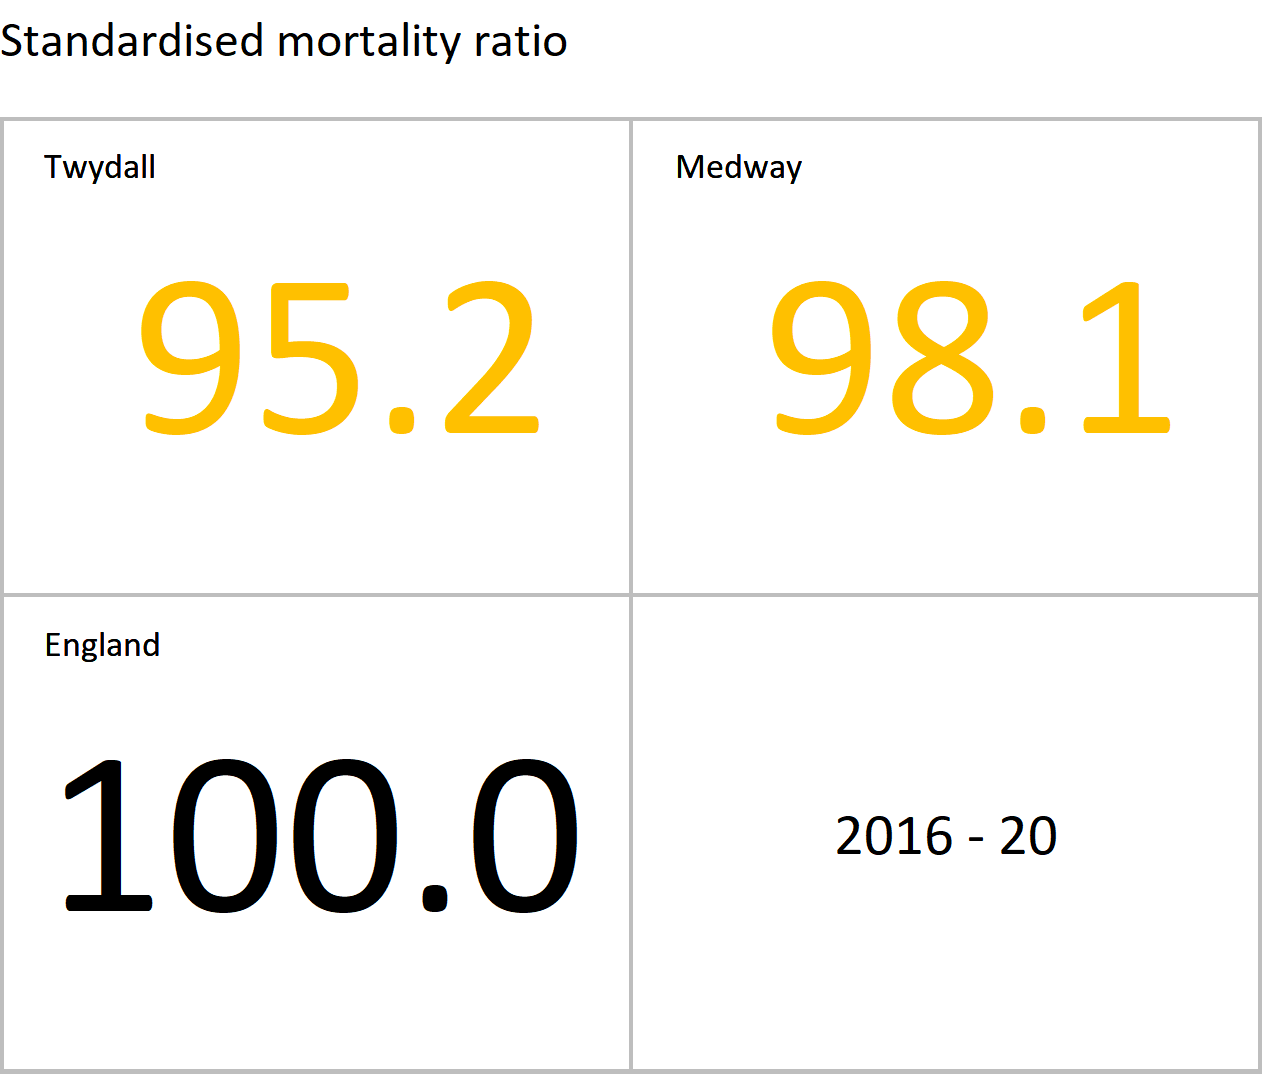 Standardised mortality ratio
Twydall
95.2
Medway
98.1
England
100.0
2016 - 20